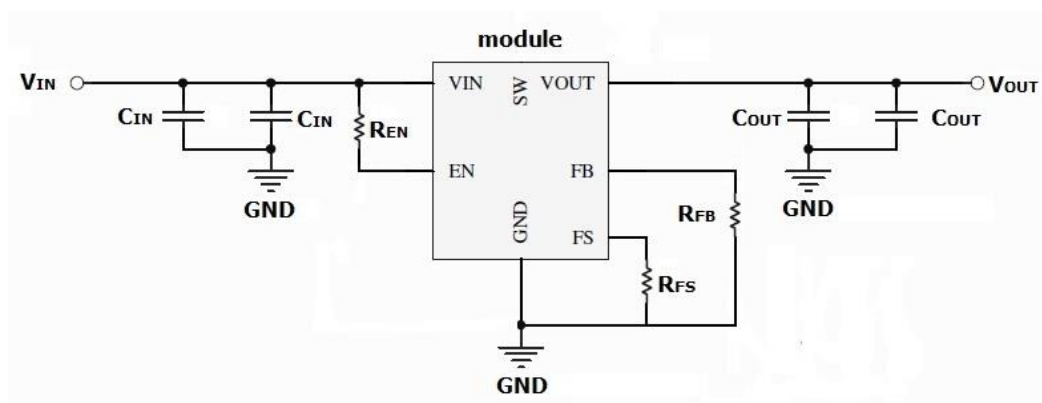 module
VIN
VIN
SW
VOUT
VOUT
CIN
CIN
REN
COUT
COUT
EN
FB
GND
GND
RFB
GND
FS
RFS
GND